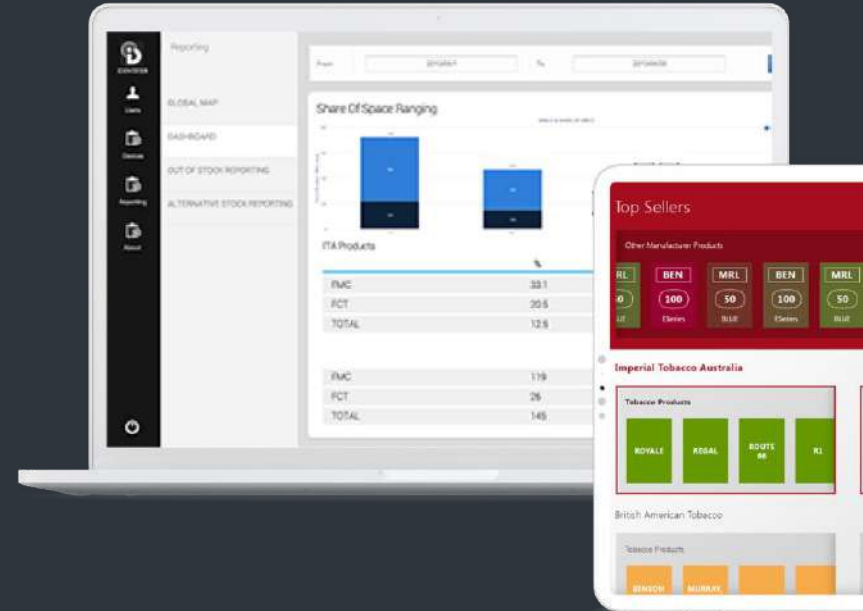 Reporting
Users
Devices
Reporting
About
GLOBAL MAP
DASHBOARD
OUT OF STOCK REPORTING
ALTERNATIVE STOCK REPORTING
From
To
Share Of Space Ranging
ITA Products
%
FMC 33.1
FCT 20.5
TOTAL 12.6
FMC 119
FCT 26
TOTAL 145
Top Sellers
Other Manufacturer Products
RL BEN MRL BEN MRL
0 100 50 100 50
UE ESeries BLUE ESeries BLUE
Imperial Tobacco Australia
Tobacco Products
ROYALE REGAL ROUTE 66 R1
British American Tobacco
Tobacco Products
BENSON MURRAY